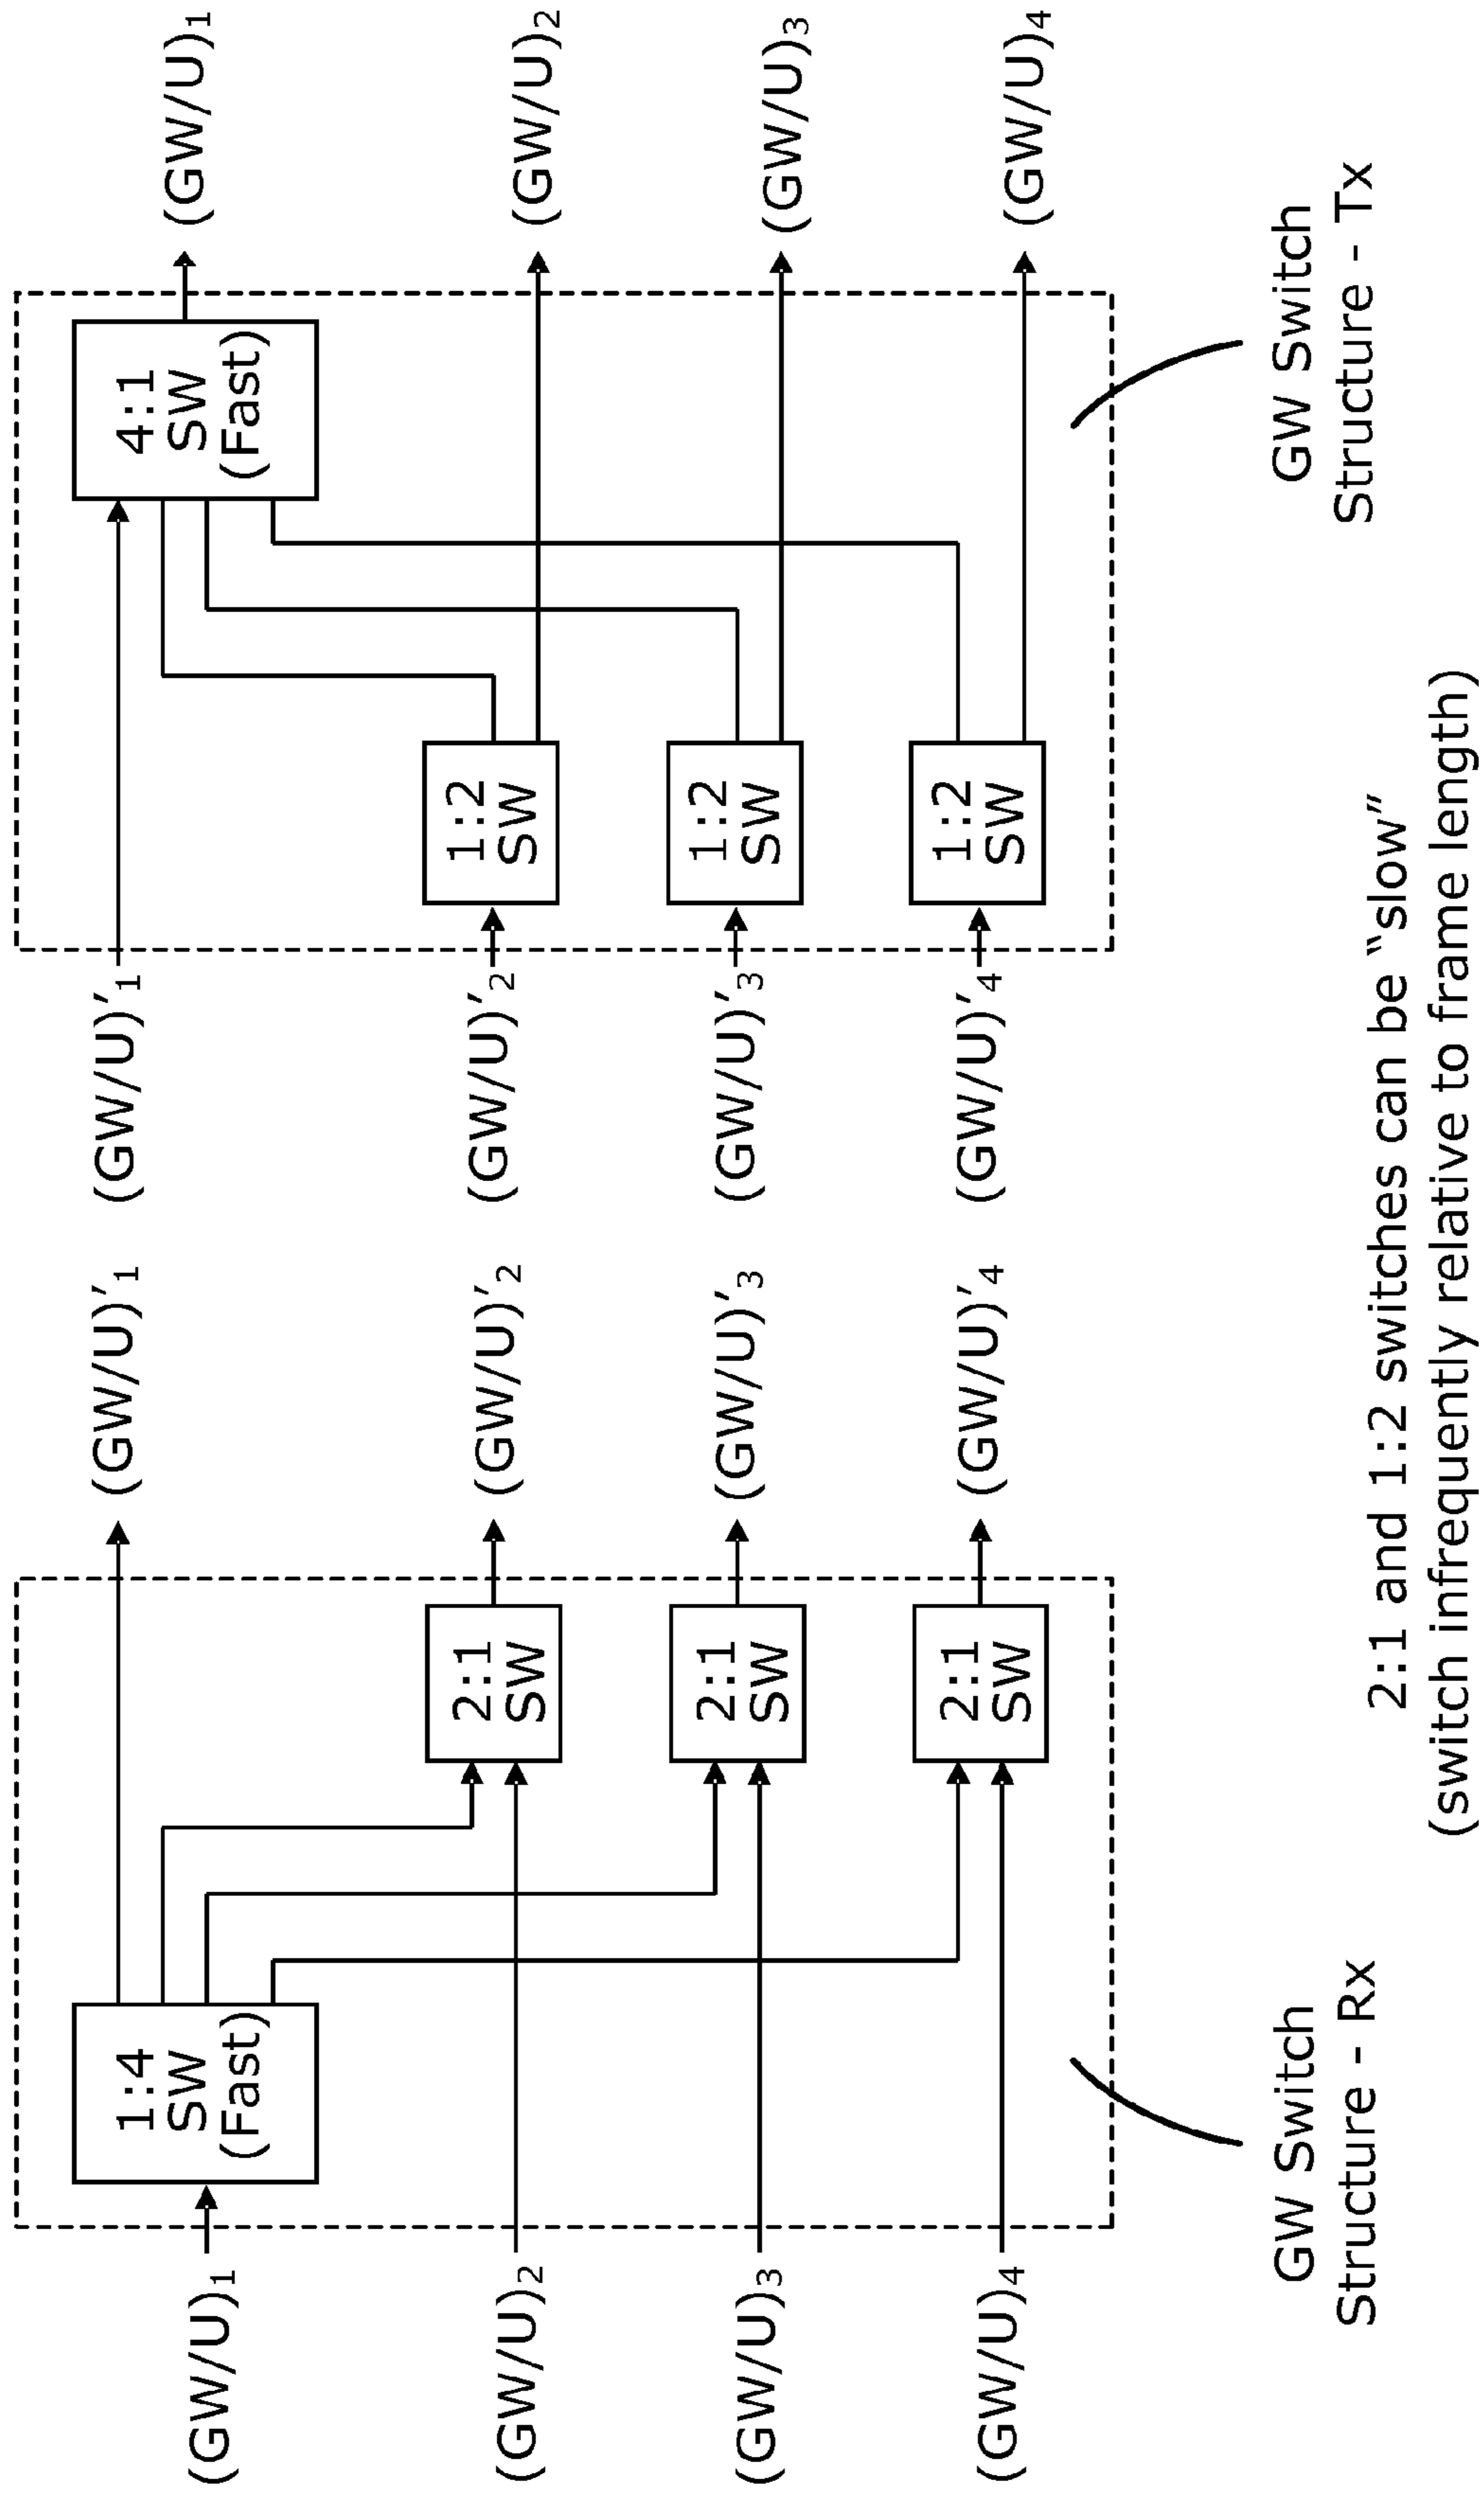 (GW/U)₁
(GW/U)₂
(GW/U)₃
(GW/U)₄
1:4
SW
(Fast)
2:1
SW
2:1
SW
2:1
SW
(GW/U)′₁
(GW/U)′₂
(GW/U)′₃
(GW/U)′₄
GW Switch
Structure - Rx
(GW/U)′₁
(GW/U)′₂
(GW/U)′₃
(GW/U)′₄
1:2
SW
1:2
SW
1:2
SW
4:1
SW
(Fast)
(GW/U)₁
(GW/U)₂
(GW/U)₃
(GW/U)₄
GW Switch
Structure - Tx
2:1 and 1:2 switches can be “slow”
(switch infrequently relative to frame length)